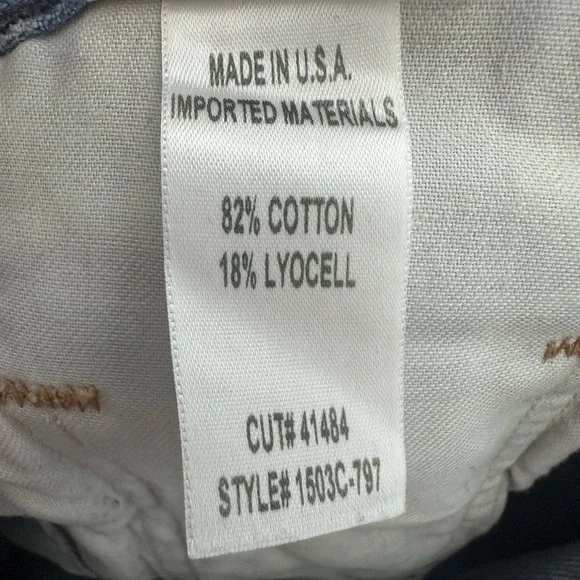 MADE IN U.S.A.
IMPORTED MATERIALS
82% COTTON
18% LYOCELL
CUT# 41484
STYLE# 1503C-797